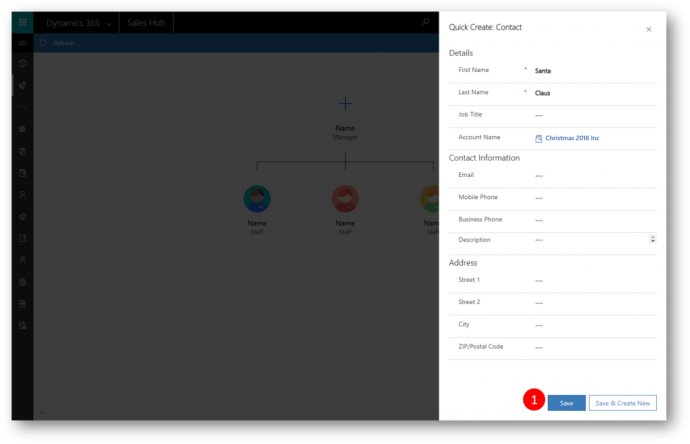 Dynamics 365
Sales Hub
Refresh
Name
Manager
Name
Staff
Name
Staff
Nam
Staff
Quick Create: Contact
Details
First Name * Santa
Last Name * Claus
Job Title ---
Account Name Christmas 2018 Inc
Contact Information
Email ---
Mobile Phone ---
Business Phone ---
Description ---
Address
Street 1 ---
Street 2 ---
City ---
ZIP/Postal Code ---
1 Save Save & Create New